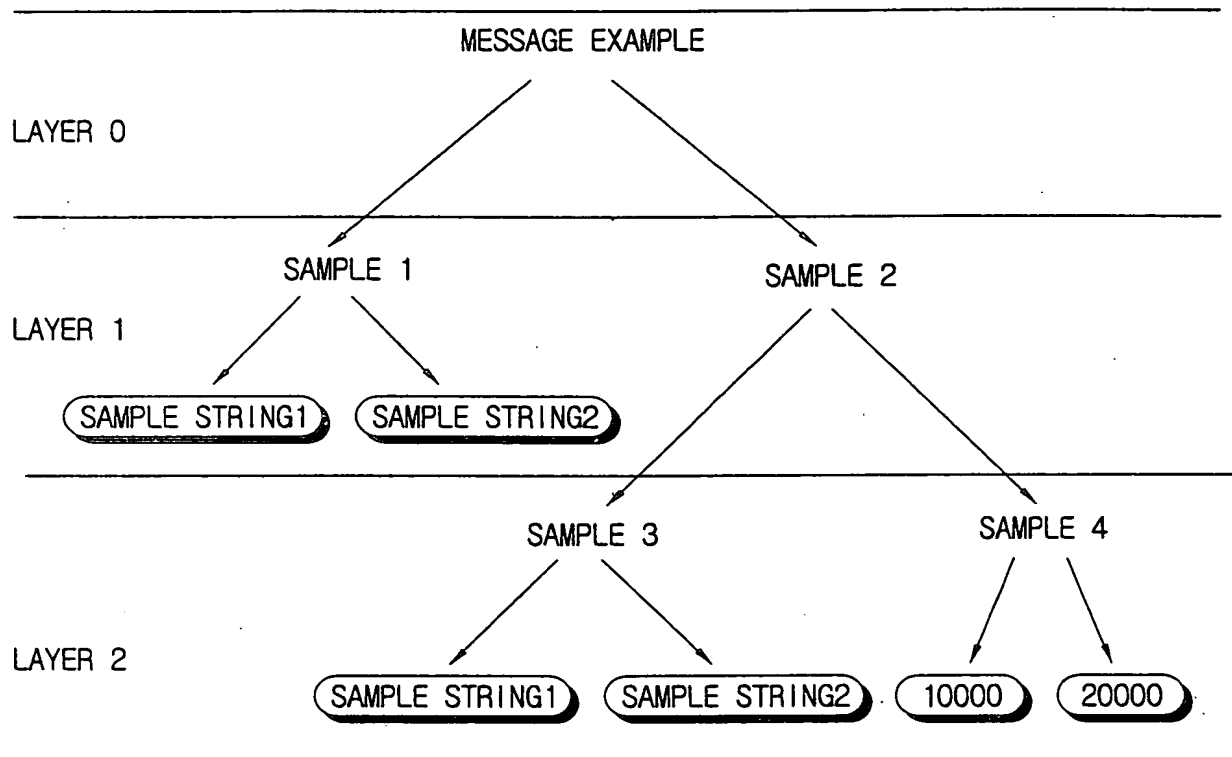 MESSAGE EXAMPLE
LAYER 0
SAMPLE 1
SAMPLE 2
LAYER 1
SAMPLE STRING1
SAMPLE STRING2
SAMPLE 3
SAMPLE 4
LAYER 2
SAMPLE STRING1
SAMPLE STRING2
10000
20000